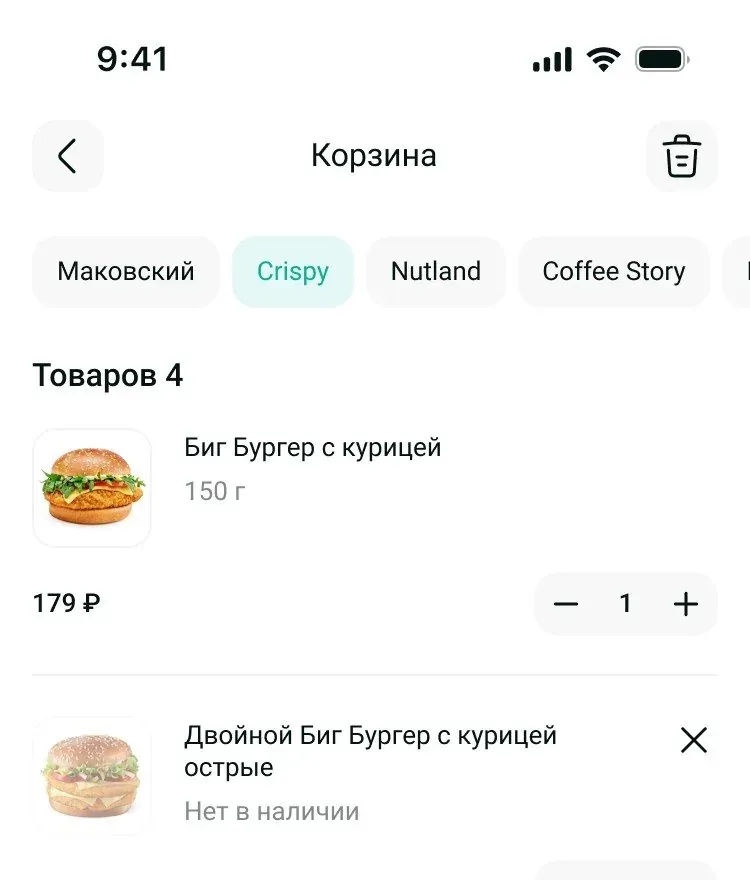 9:41
Корзина
Маковский
Crispy
Nutland
Coffee Story
Товаров 4
Биг Бургер с курицей
150 г
179 ₽
1
Двойной Биг Бургер с курицей
острые
Нет в наличии